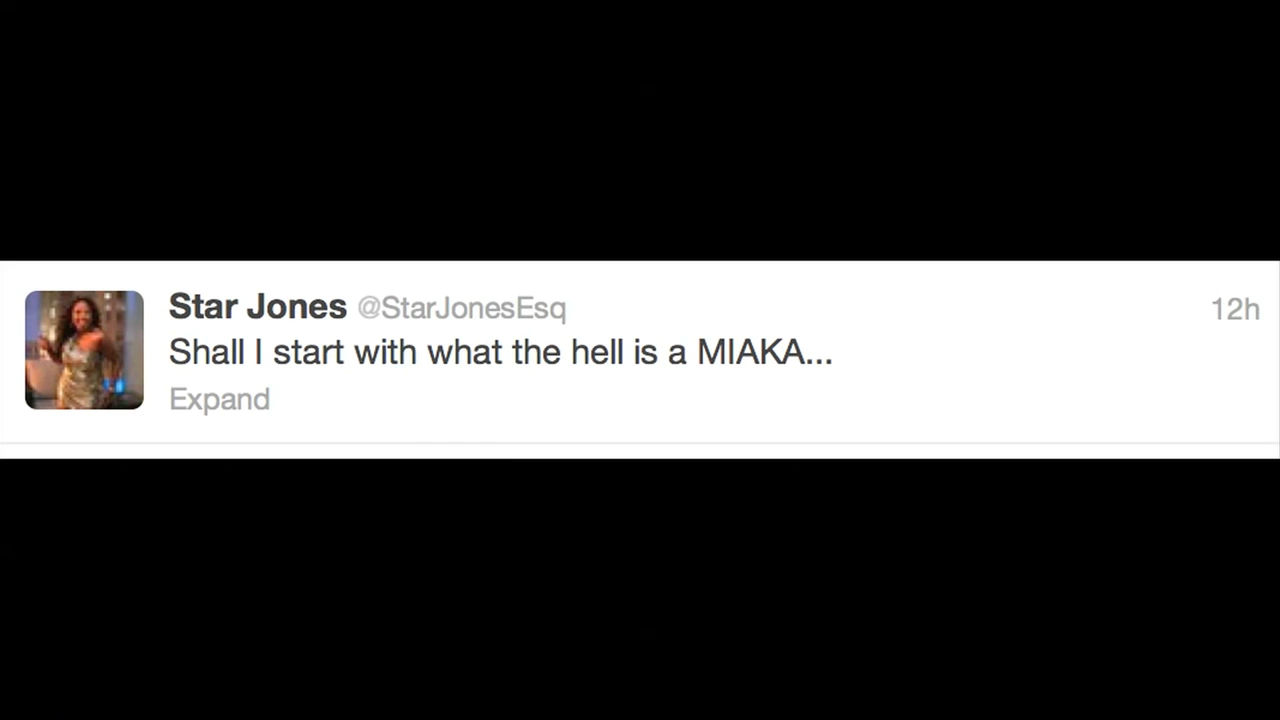 Star Jones @StarJonesEsq 12h
Shall I start with what the hell is a MIAKA...
Expand